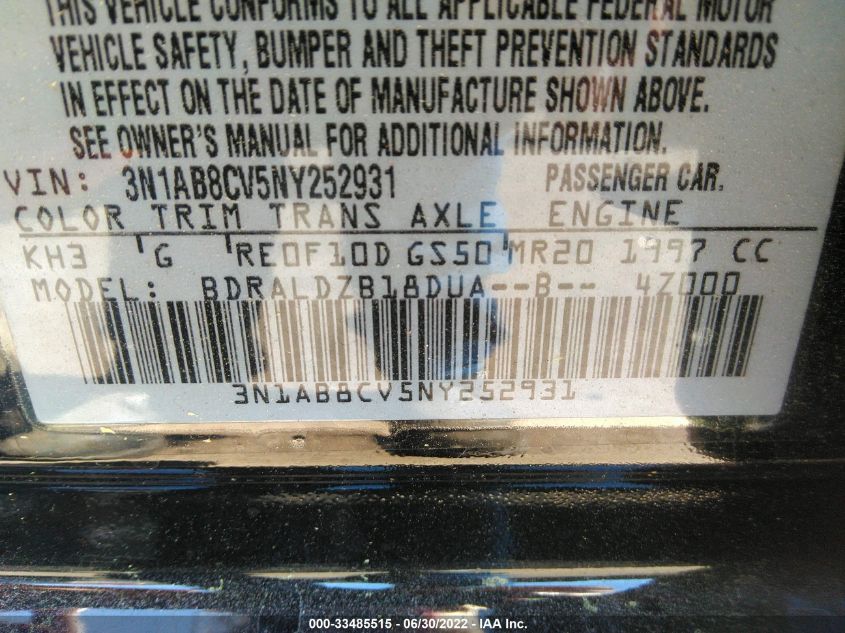 THIS VEHICLE CONFORMS TO ALL APPLICABLE FEDERAL MOTOR
VEHICLE SAFETY, BUMPER AND THEFT PREVENTION STANDARDS
IN EFFECT ON THE DATE OF MANUFACTURE SHOWN ABOVE.
SEE OWNER'S MANUAL FOR ADDITIONAL INFORMATION.
VIN: 3N1AB8CV5NY252931 PASSENGER CAR.
COLOR TRIM TRANS AXLE ENGINE
KH3 G RE0F10D GS50 MR20 1997 CC
MODEL: BDRALDZB18DUA--B-- 4Z000
3N1AB8CV5NY252931
000-33485515 - 06/30/2022 - IAA Inc.